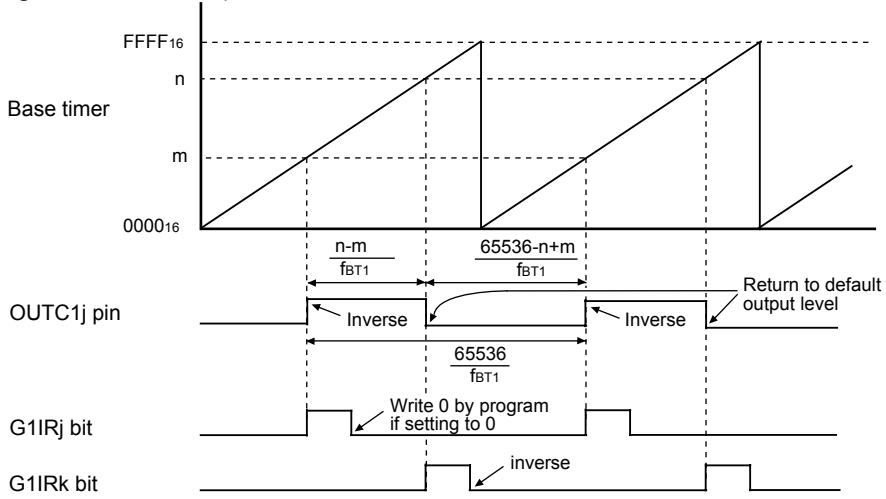 FFFF16
n
Base timer
m
000016
n-m
fBT1
65536-n+m
fBT1
Return to default
output level
OUTC1j pin
Inverse
Inverse
65536
fBT1
Write 0 by program
if setting to 0
G1IRj bit
inverse
G1IRk bit